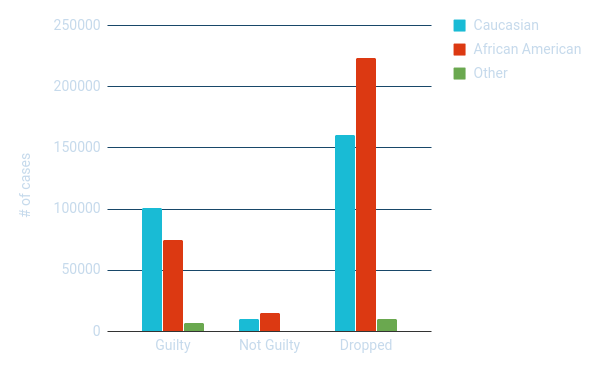 250000
200000
150000
100000
50000
0
# of cases
Guilty
Not Guilty
Dropped
Caucasian
African American
Other